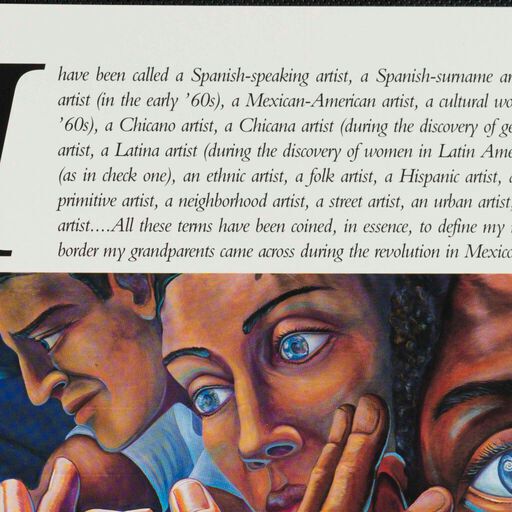 I have been called a Spanish-speaking artist, a Spanish-surname
artist (in the early '60s), a Mexican-American artist, a cultural
'60s), a Chicano artist, a Chicana artist (during the discovery of
artist, a Latina artist (during the discovery of women in Latin
(as in check one), an ethnic artist, a folk artist, a Hispanic artist,
primitive artist, a neighborhood artist, a street artist, an urban artist,
artist....All these terms have been coined, in essence, to define my
border my grandparents came across during the revolution in Mexico